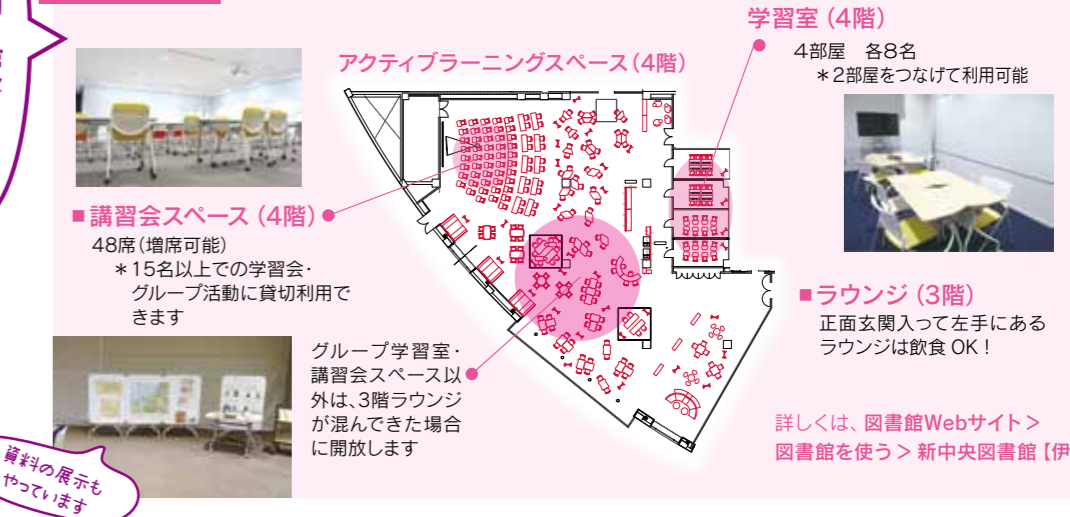 学習室（4階）
4部屋　各8名
＊2部屋をつなげて利用可能
アクティブラーニングスペース（4階）
■講習会スペース（4階）
48席（増席可能）
＊15名以上での学習会・
グループ活動に貸切利用で
きます
グループ学習室・
講習会スペース以
外は、3階ラウンジ
が混んできた場合
に開放します
■ラウンジ（3階）
正面玄関入って左手にある
ラウンジは飲食 OK！
詳しくは、図書館Webサイト＞
図書館を使う＞新中央図書館【伊
資料の展示も
やっています